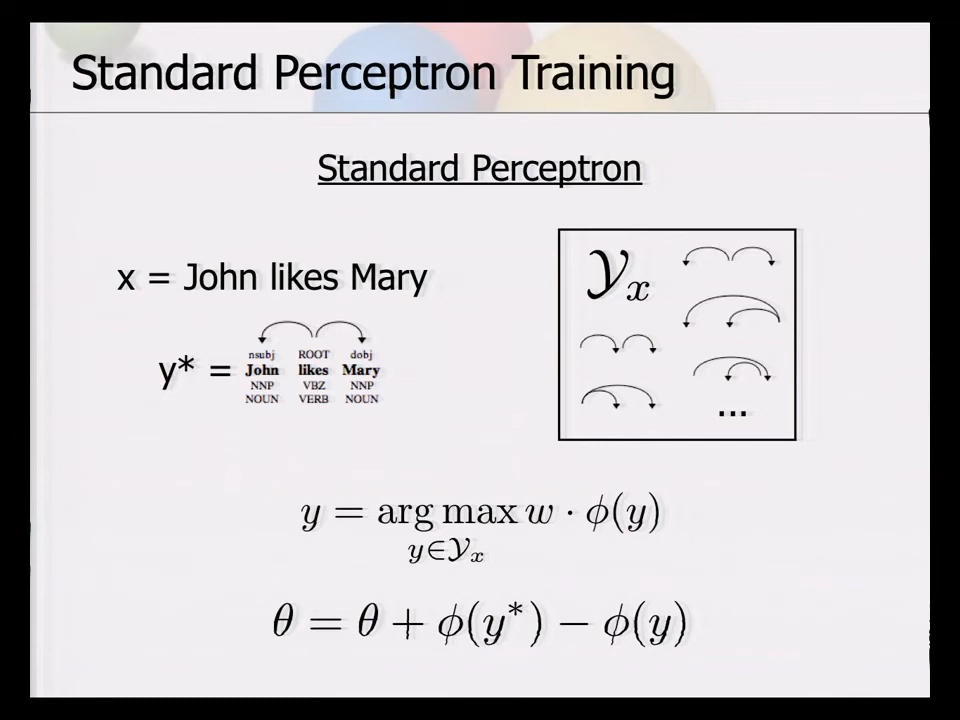 Standard Perceptron Training
Standard Perceptron
x = John likes Mary
y* =
nsubj ROOT dobj
John likes Mary
NNP VBZ NNP
NOUN VERB NOUN
𝒴ₓ
...
y = arg max w · ϕ(y)
y∈𝒴ₓ
θ = θ + ϕ(y*) − ϕ(y)